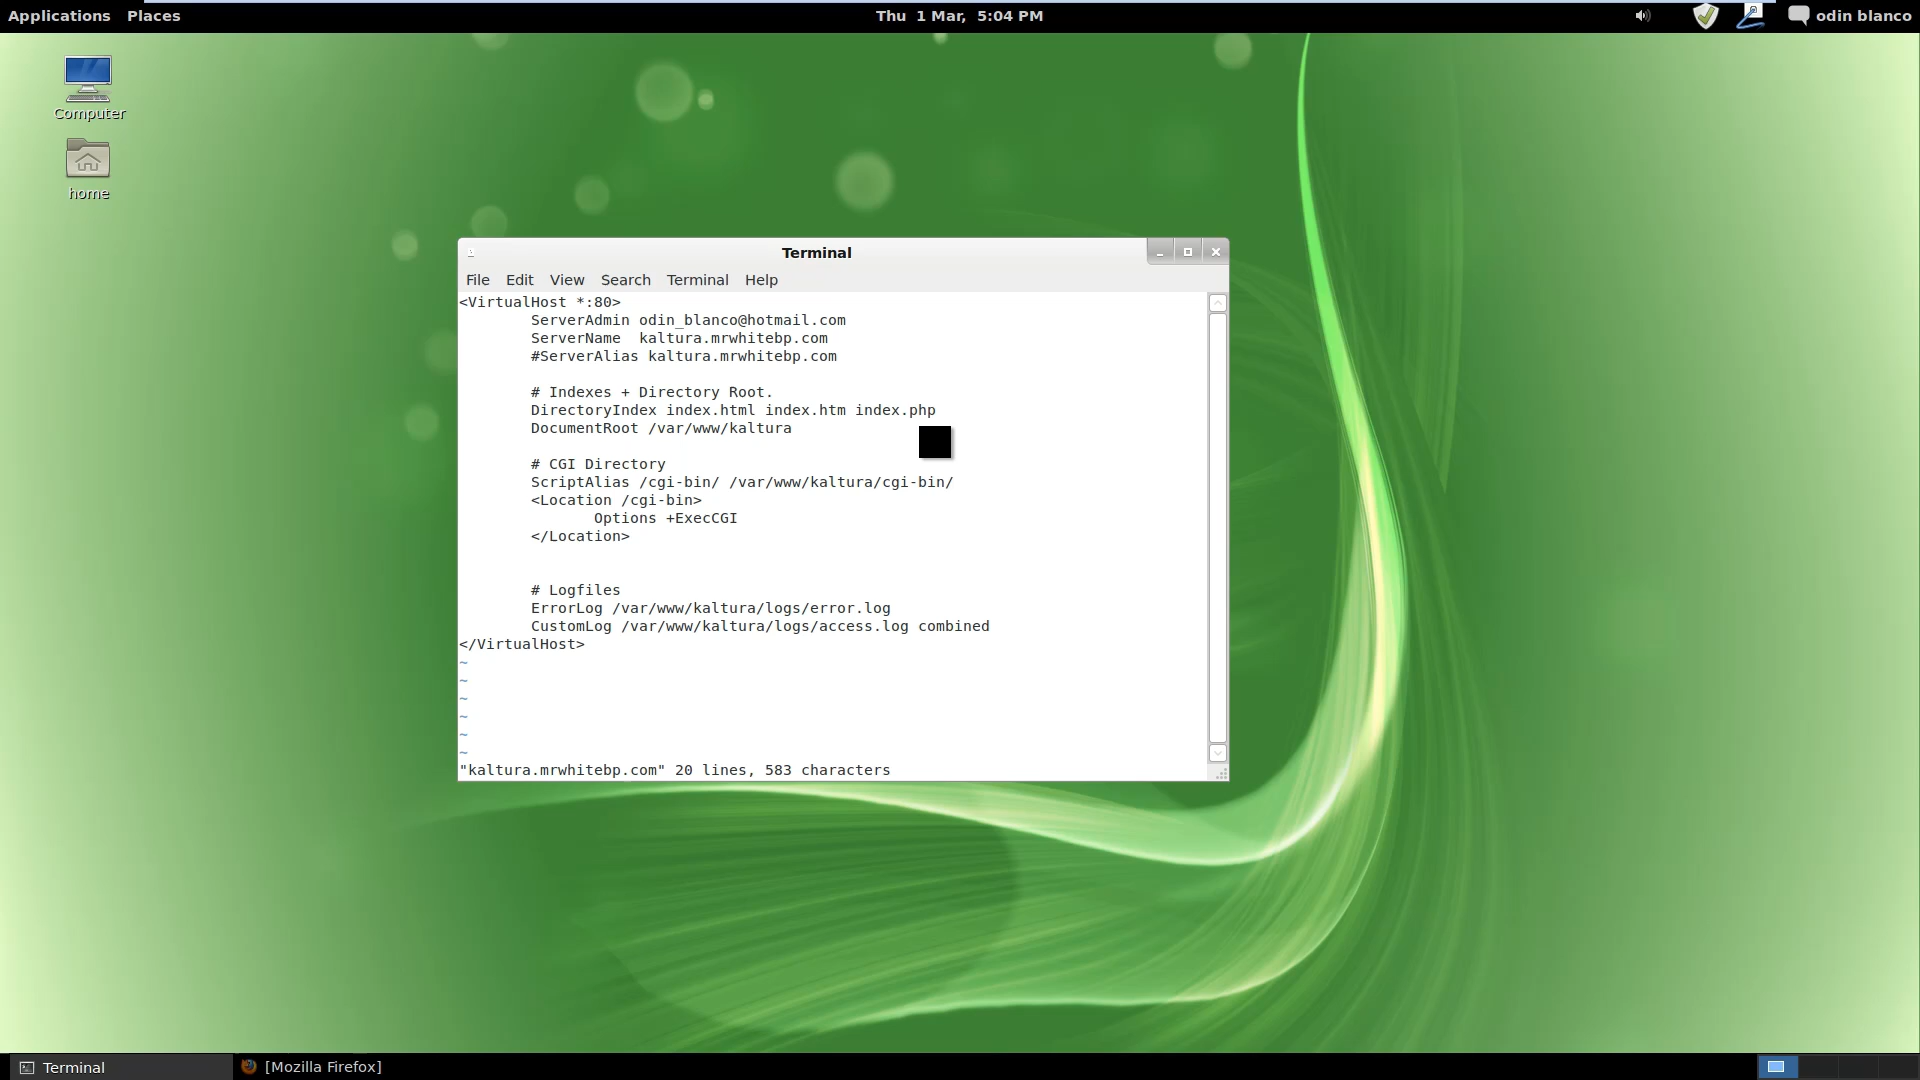 Applications Places Thu 1 Mar, 5:04 PM odin blanco
Computer
home
Terminal
File Edit View Search Terminal Help
<VirtualHost *:80>
ServerAdmin odin_blanco@hotmail.com
ServerName kaltura.mrwhitebp.com
#ServerAlias kaltura.mrwhitebp.com
# Indexes + Directory Root.
DirectoryIndex index.html index.htm index.php
DocumentRoot /var/www/kaltura
# CGI Directory
ScriptAlias /cgi-bin/ /var/www/kaltura/cgi-bin/
<Location /cgi-bin>
Options +ExecCGI
</Location>
# Logfiles
ErrorLog /var/www/kaltura/logs/error.log
CustomLog /var/www/kaltura/logs/access.log combined
</VirtualHost>
~
~
~
~
~
~
"kaltura.mrwhitebp.com" 20 lines, 583 characters
Terminal [Mozilla Firefox]